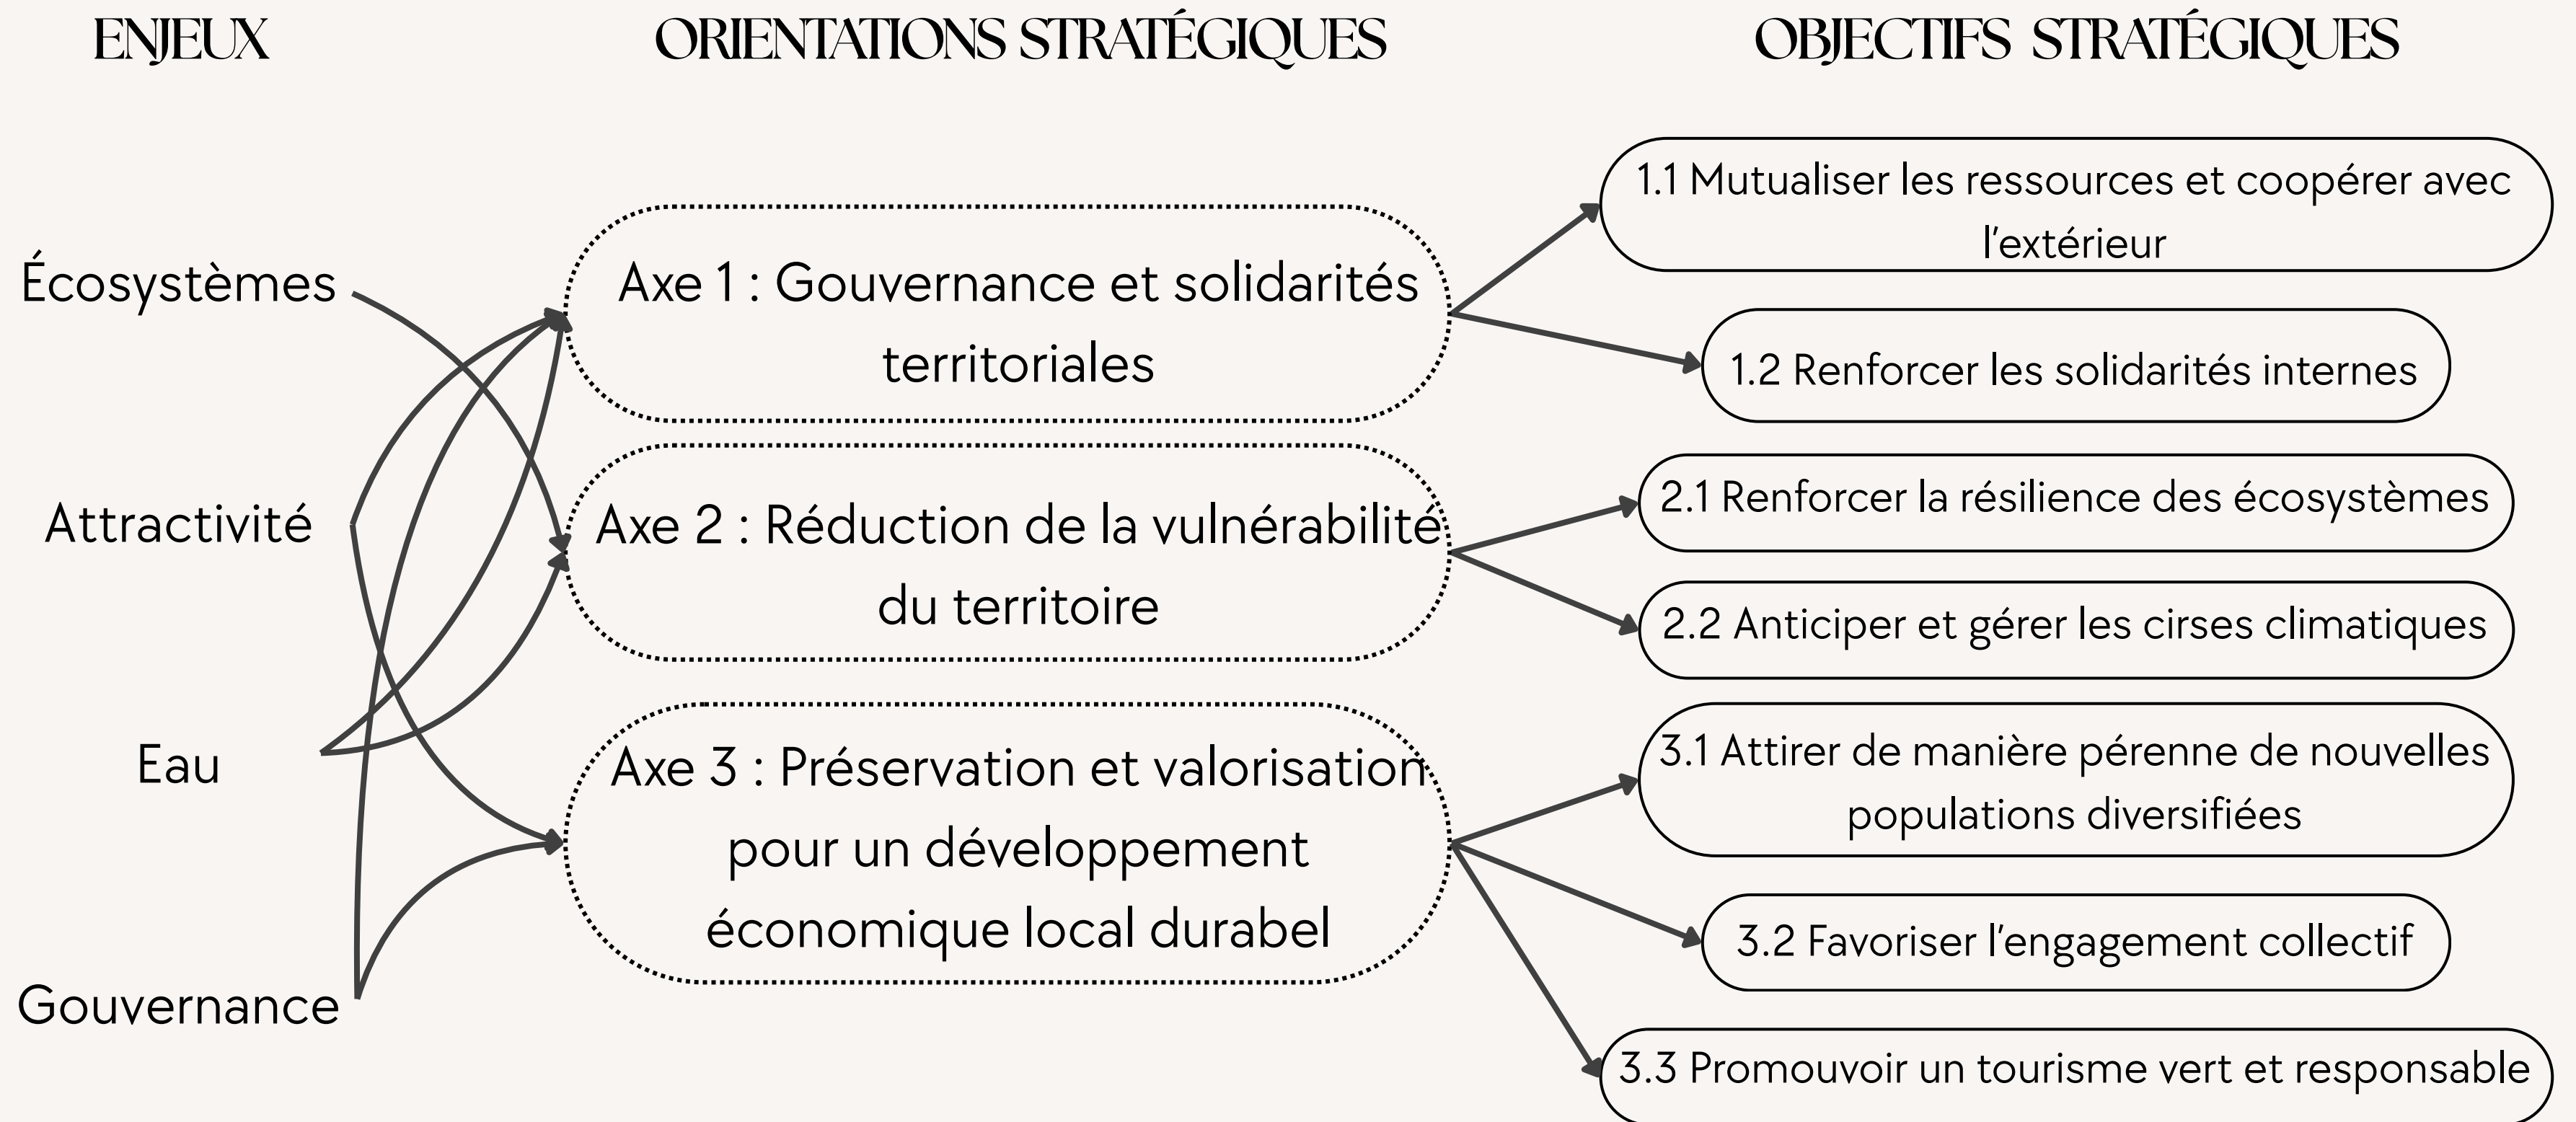 ENJEUX
ORIENTATIONS STRATÉGIQUES
OBJECTIFS STRATÉGIQUES
Écosystèmes
Attractivité
Eau
Gouvernance
Axe 1 : Gouvernance et solidarités
territoriales
Axe 2 : Réduction de la vulnérabilité
du territoire
Axe 3 : Préservation et valorisation
pour un développement
économique local durabel
1.1 Mutualiser les ressources et coopérer avec
l'extérieur
1.2 Renforcer les solidarités internes
2.1 Renforcer la résilience des écosystèmes
2.2 Anticiper et gérer les cirses climatiques
3.1 Attirer de manière pérenne de nouvelles
populations diversifiées
3.2 Favoriser l'engagement collectif
3.3 Promouvoir un tourisme vert et responsable